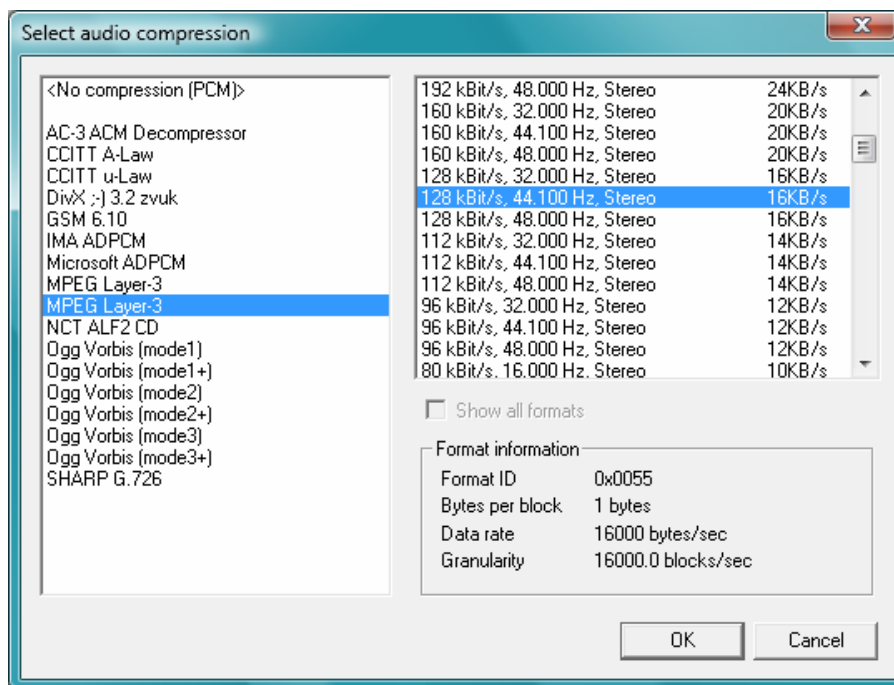 Select audio compression
<No compression (PCM)>
AC-3 ACM Decompressor
CCITT A-Law
CCITT u-Law
DivX ;-) 3.2 zvuk
GSM 6.10
IMA ADPCM
Microsoft ADPCM
MPEG Layer-3
MPEG Layer-3
NCT ALF2 CD
Ogg Vorbis (mode1)
Ogg Vorbis (mode1+)
Ogg Vorbis (mode2)
Ogg Vorbis (mode2+)
Ogg Vorbis (mode3)
Ogg Vorbis (mode3+)
SHARP G.726
192 kBit/s, 48.000 Hz, Stereo 24KB/s
160 kBit/s, 32.000 Hz, Stereo 20KB/s
160 kBit/s, 44.100 Hz, Stereo 20KB/s
160 kBit/s, 48.000 Hz, Stereo 20KB/s
128 kBit/s, 32.000 Hz, Stereo 16KB/s
128 kBit/s, 44.100 Hz, Stereo 16KB/s
128 kBit/s, 48.000 Hz, Stereo 16KB/s
112 kBit/s, 32.000 Hz, Stereo 14KB/s
112 kBit/s, 44.100 Hz, Stereo 14KB/s
112 kBit/s, 48.000 Hz, Stereo 14KB/s
96 kBit/s, 32.000 Hz, Stereo 12KB/s
96 kBit/s, 44.100 Hz, Stereo 12KB/s
96 kBit/s, 48.000 Hz, Stereo 12KB/s
80 kBit/s, 16.000 Hz, Stereo 10KB/s
Show all formats
Format information
Format ID 0x0055
Bytes per block 1 bytes
Data rate 16000 bytes/sec
Granularity 16000.0 blocks/sec
OK Cancel